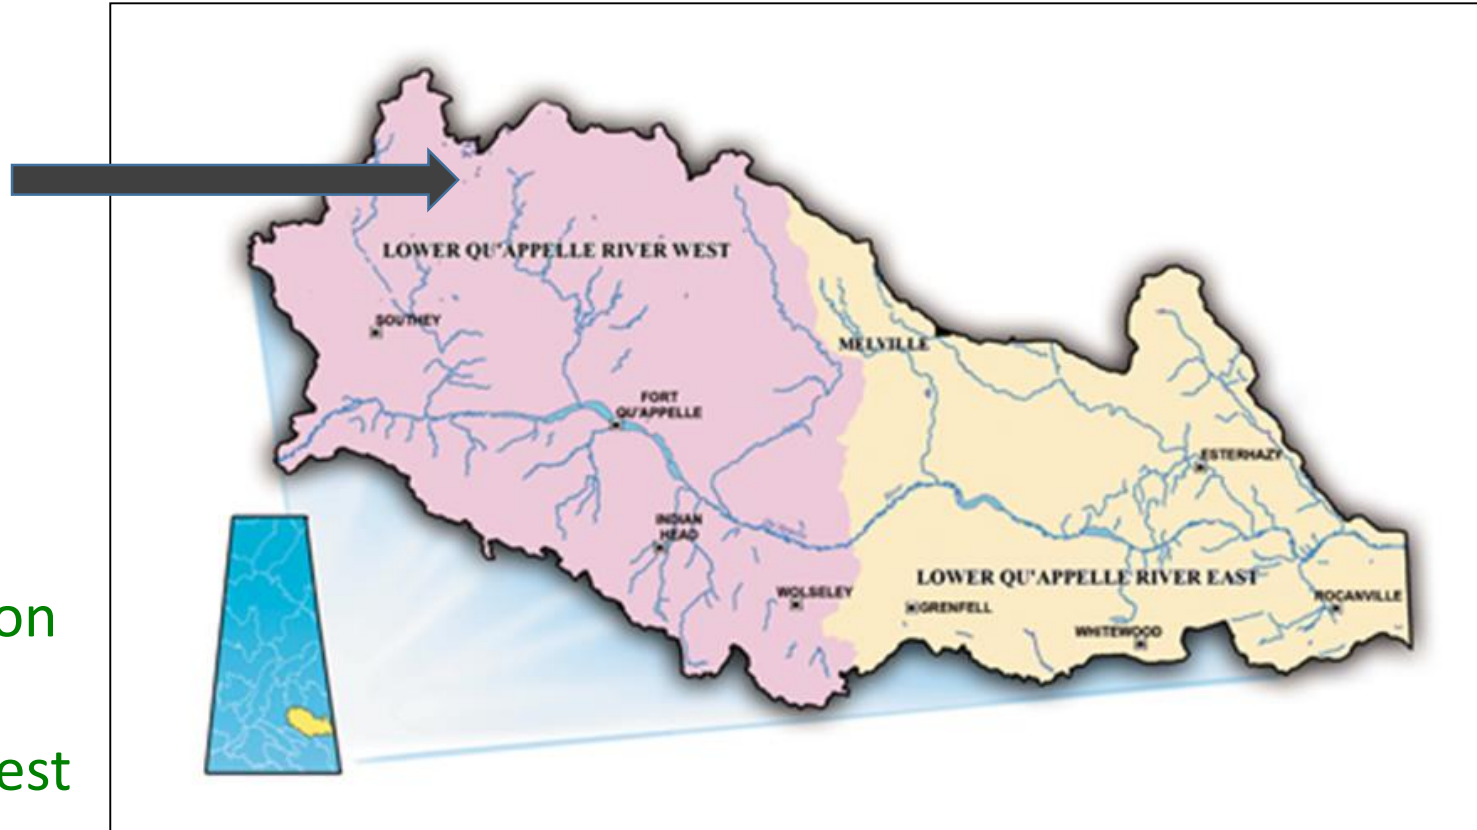 LOWER QU'APPELLE RIVER WEST
SOUTHEY
MELVILLE
FORT
QU'APPELLE
ESTERHAZY
INDIAN
HEAD
LOWER QU'APPELLE RIVER EAST
WOLSELEY
GRENFELL
ROCANVILLE
WHITEWOOD
on
est